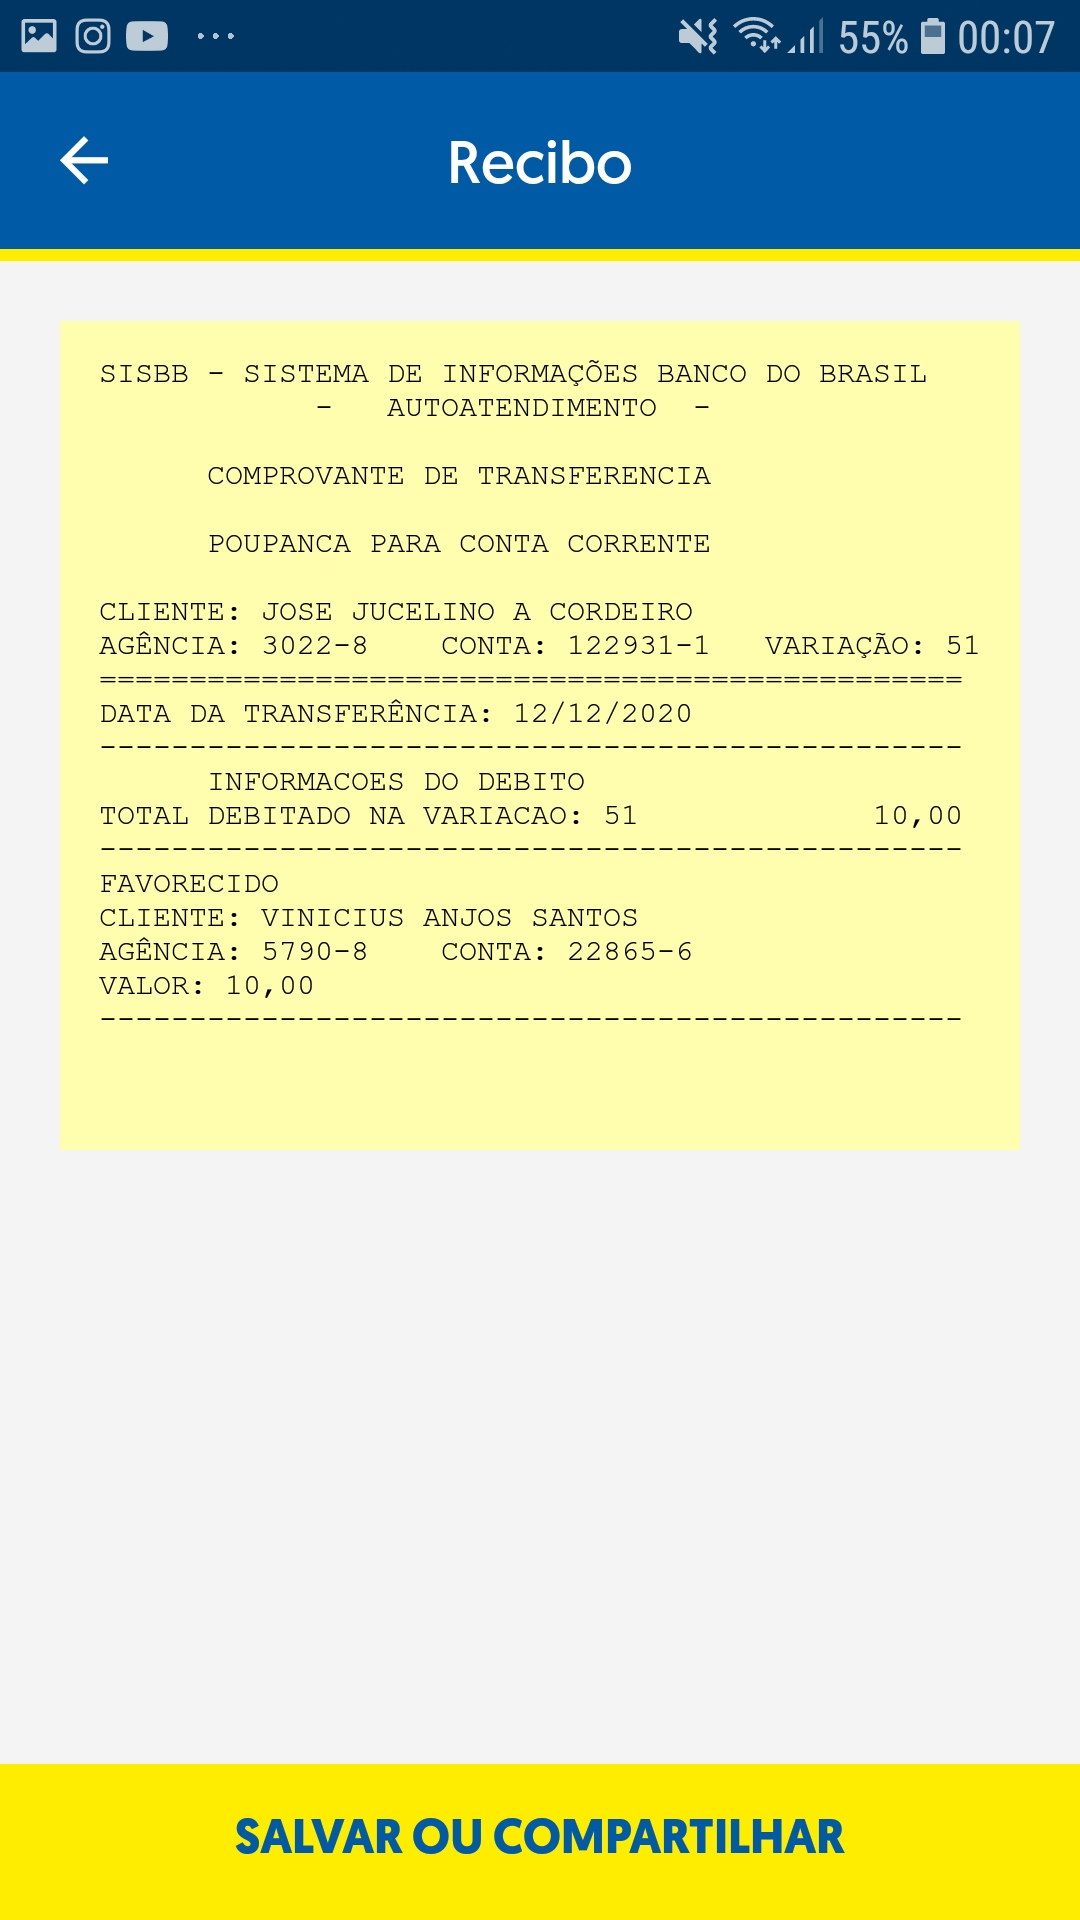 55% 00:07
Recibo
SISBB - SISTEMA DE INFORMAÇÕES BANCO DO BRASIL
- AUTOATENDIMENTO -
COMPROVANTE DE TRANSFERENCIA
POUPANCA PARA CONTA CORRENTE
CLIENTE: JOSE JUCELINO A CORDEIRO
AGÊNCIA: 3022-8 CONTA: 122931-1 VARIAÇÃO: 51
================================================
DATA DA TRANSFERÊNCIA: 12/12/2020
------------------------------------------------
INFORMACOES DO DEBITO
TOTAL DEBITADO NA VARIACAO: 51 10,00
------------------------------------------------
FAVORECIDO
CLIENTE: VINICIUS ANJOS SANTOS
AGÊNCIA: 5790-8 CONTA: 22865-6
VALOR: 10,00
------------------------------------------------
SALVAR OU COMPARTILHAR